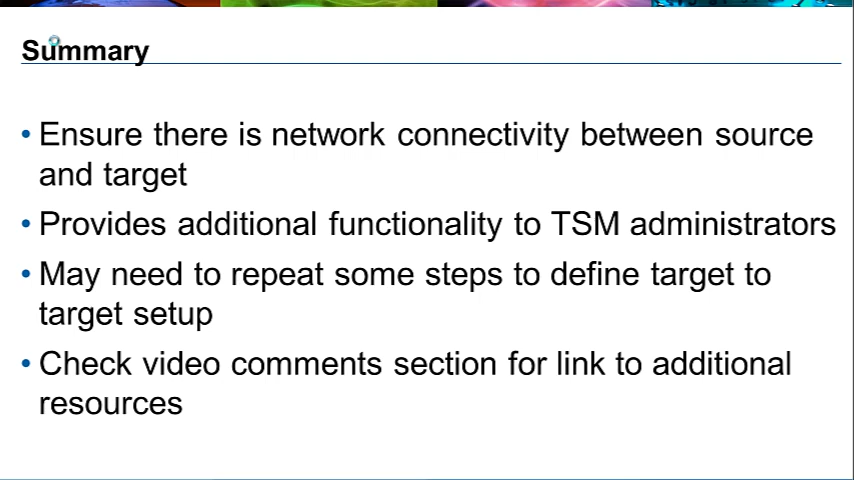 Summary
• Ensure there is network connectivity between source
and target
• Provides additional functionality to TSM administrators
• May need to repeat some steps to define target to
target setup
• Check video comments section for link to additional
resources